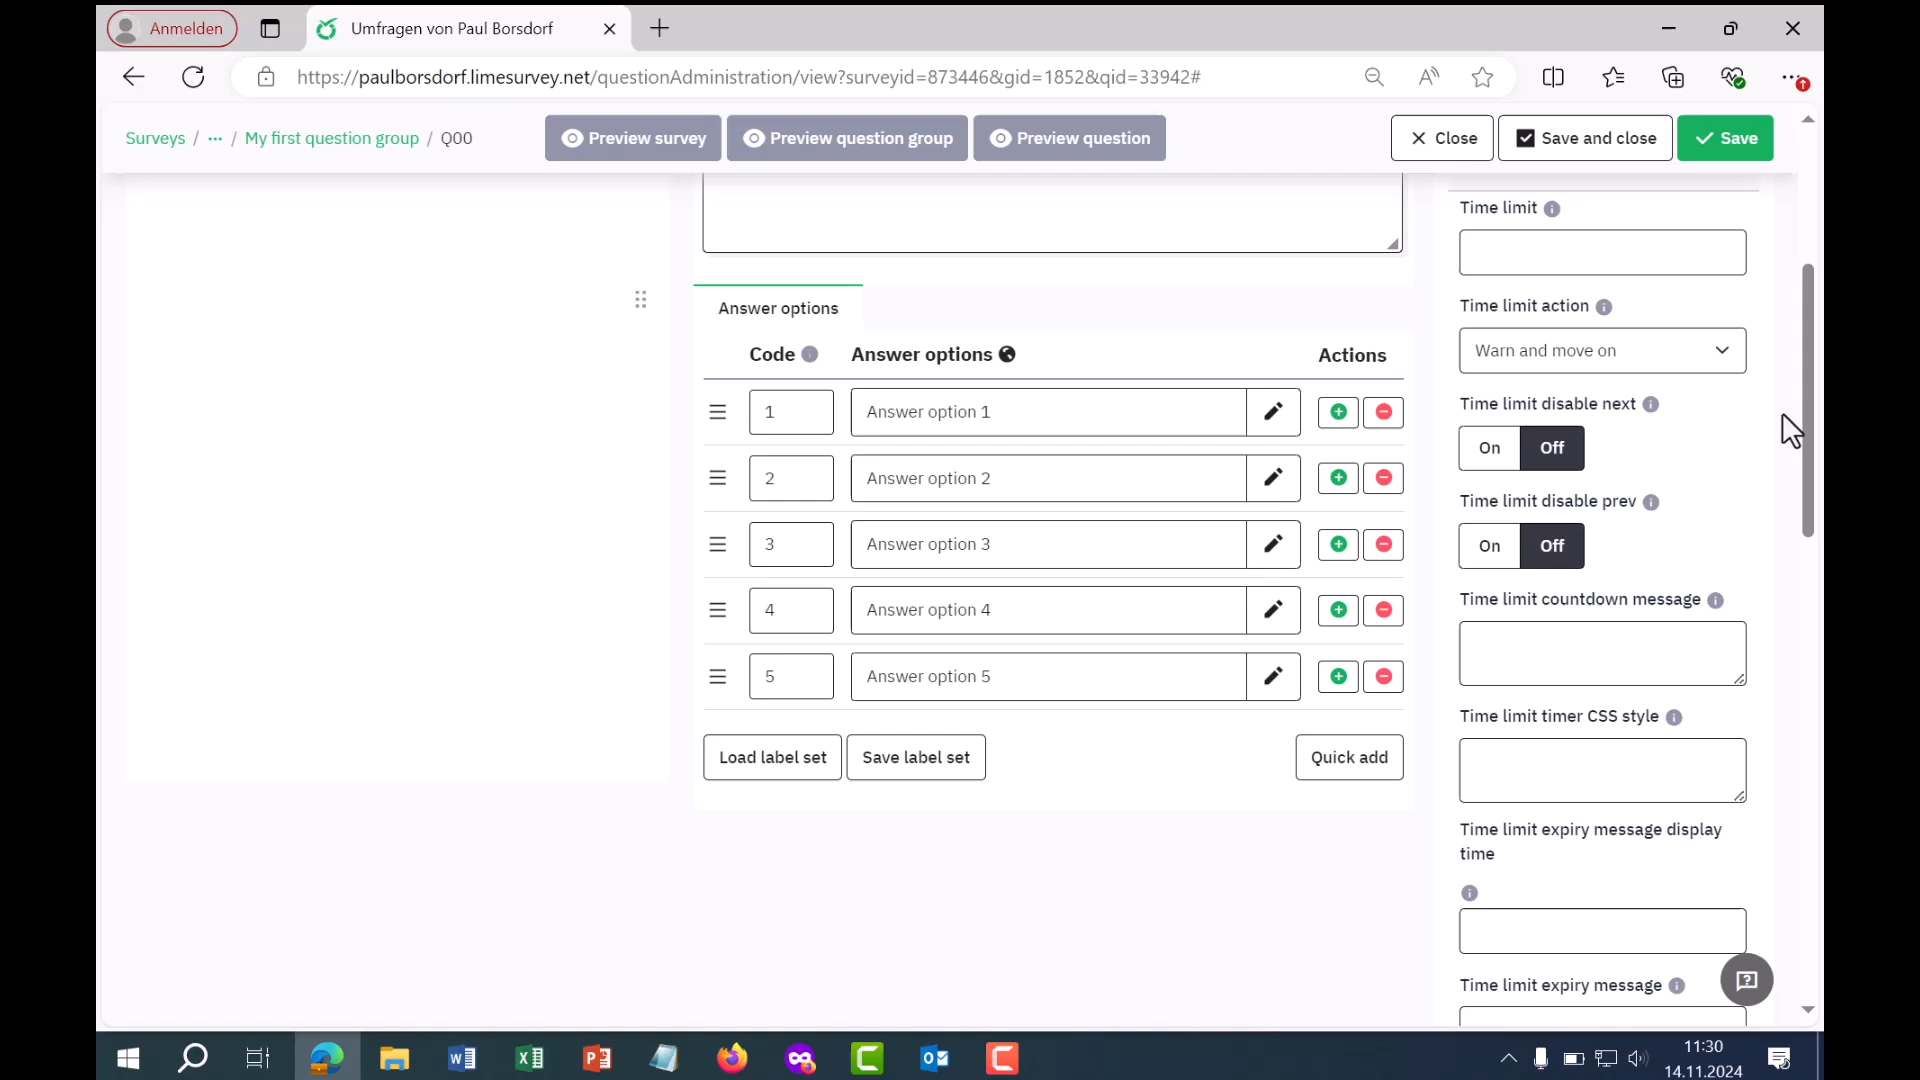 Anmelden
Umfragen von Paul Borsdorf
https://paulborsdorf.limesurvey.net/questionAdministration/view?surveyid=873446&gid=1852&qid=33942#
Surveys / ... / My first question group / Q00
Preview survey
Preview question group
Preview question
Close
Save and close
Save
Time limit
Answer options
Time limit action
Warn and move on
Code
Answer options
Actions
Time limit disable next
On Off
1 Answer option 1
2 Answer option 2
3 Answer option 3
4 Answer option 4
5 Answer option 5
Time limit disable prev
On Off
Time limit countdown message
Time limit timer CSS style
Load label set
Save label set
Quick add
Time limit expiry message display
time
Time limit expiry message
11:30
14.11.2024